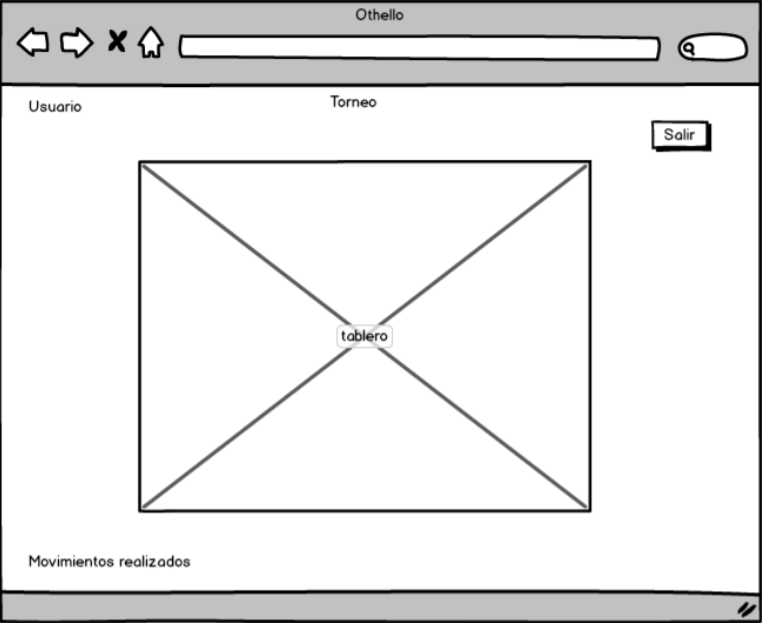 Othello
Usuario
Torneo
Salir
tablero
Movimientos realizados